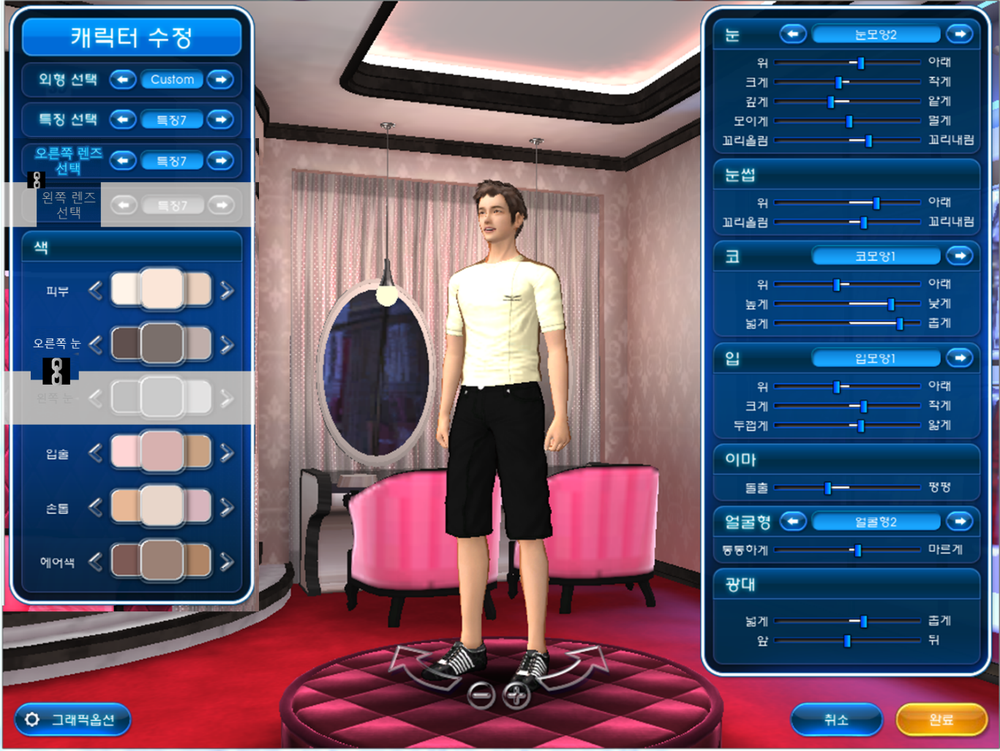 캐릭터 수정
외형 선택 Custom
특징 선택 특징7
오른쪽 렌즈
선택 특징7
왼쪽 렌즈
선택 특징7
색
피부
오른쪽 눈
왼쪽 눈
입술
손톱
헤어색
그래픽옵션
눈 눈모양2
위 아래
크게 작게
깊게 얕게
모이게 멀게
꼬리올림 꼬리내림
눈썹
위 아래
꼬리올림 꼬리내림
코 코모양1
위 아래
높게 낮게
넓게 좁게
입 입모양1
위 아래
크게 작게
두껍게 얇게
이마
돌출 평평
얼굴형 얼굴형2
통통하게 마르게
광대
넓게 좁게
앞 뒤
취소 완료